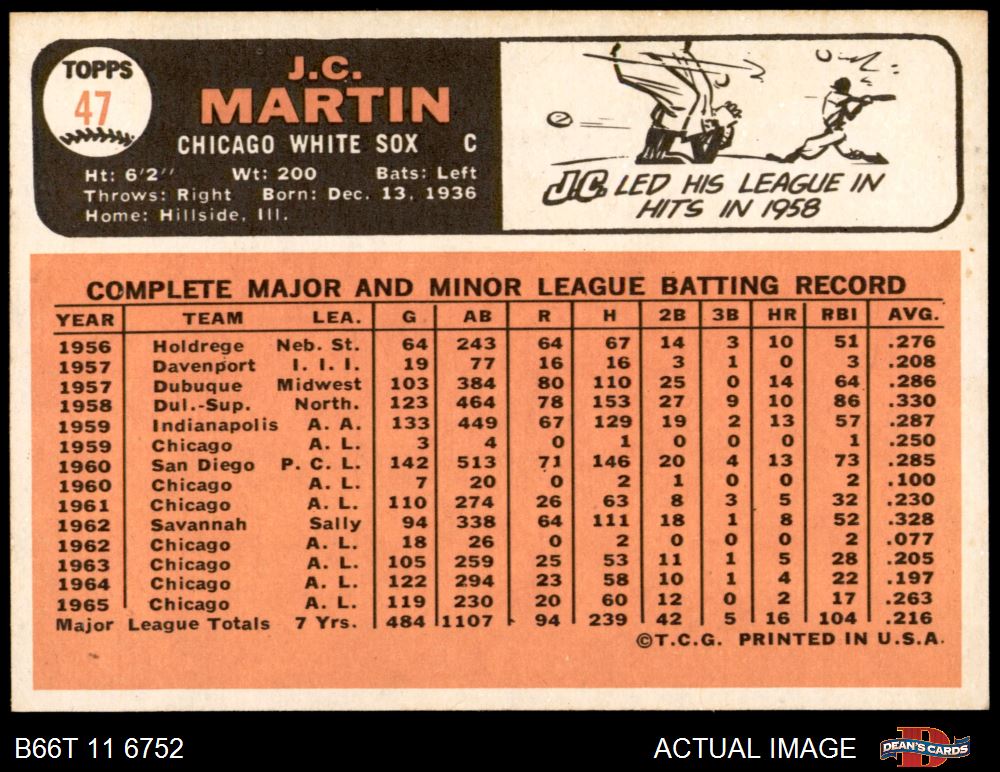 TOPPS
47
J.C.
MARTIN
CHICAGO WHITE SOX C
Ht: 6'2" Wt: 200 Bats: Left
Throws: Right Born: Dec. 13, 1936
Home: Hillside, Ill.
J.C. LED HIS LEAGUE IN
HITS IN 1958
COMPLETE MAJOR AND MINOR LEAGUE BATTING RECORD
YEAR TEAM LEA. G AB R H 2B 3B HR RBI AVG.
1956 Holdrege Neb. St. 64 243 64 67 14 3 10 51 .276
1957 Davenport I. I. I. 19 77 16 16 3 1 0 3 .208
1957 Dubuque Midwest 103 384 80 110 25 0 14 64 .286
1958 Dul.-Sup. North. 123 464 78 153 27 9 10 86 .330
1959 Indianapolis A. A. 133 449 67 129 19 2 13 57 .287
1959 Chicago A. L. 3 4 0 1 0 0 0 1 .250
1960 San Diego P. C. L. 142 513 71 146 20 4 13 73 .285
1960 Chicago A. L. 7 20 0 2 1 0 0 2 .100
1961 Chicago A. L. 110 274 26 63 8 3 5 32 .230
1962 Savannah Sally 94 338 64 111 18 1 8 52 .328
1962 Chicago A. L. 18 26 0 2 0 0 0 2 .077
1963 Chicago A. L. 105 259 25 53 11 1 5 28 .205
1964 Chicago A. L. 122 294 23 58 10 1 4 22 .197
1965 Chicago A. L. 119 230 20 60 12 0 2 17 .263
Major League Totals 7 Yrs. 484 1107 94 239 42 5 16 104 .216
©T.C.G. PRINTED IN U.S.A.
B66T 11 6752 ACTUAL IMAGE DEAN'S CARDS